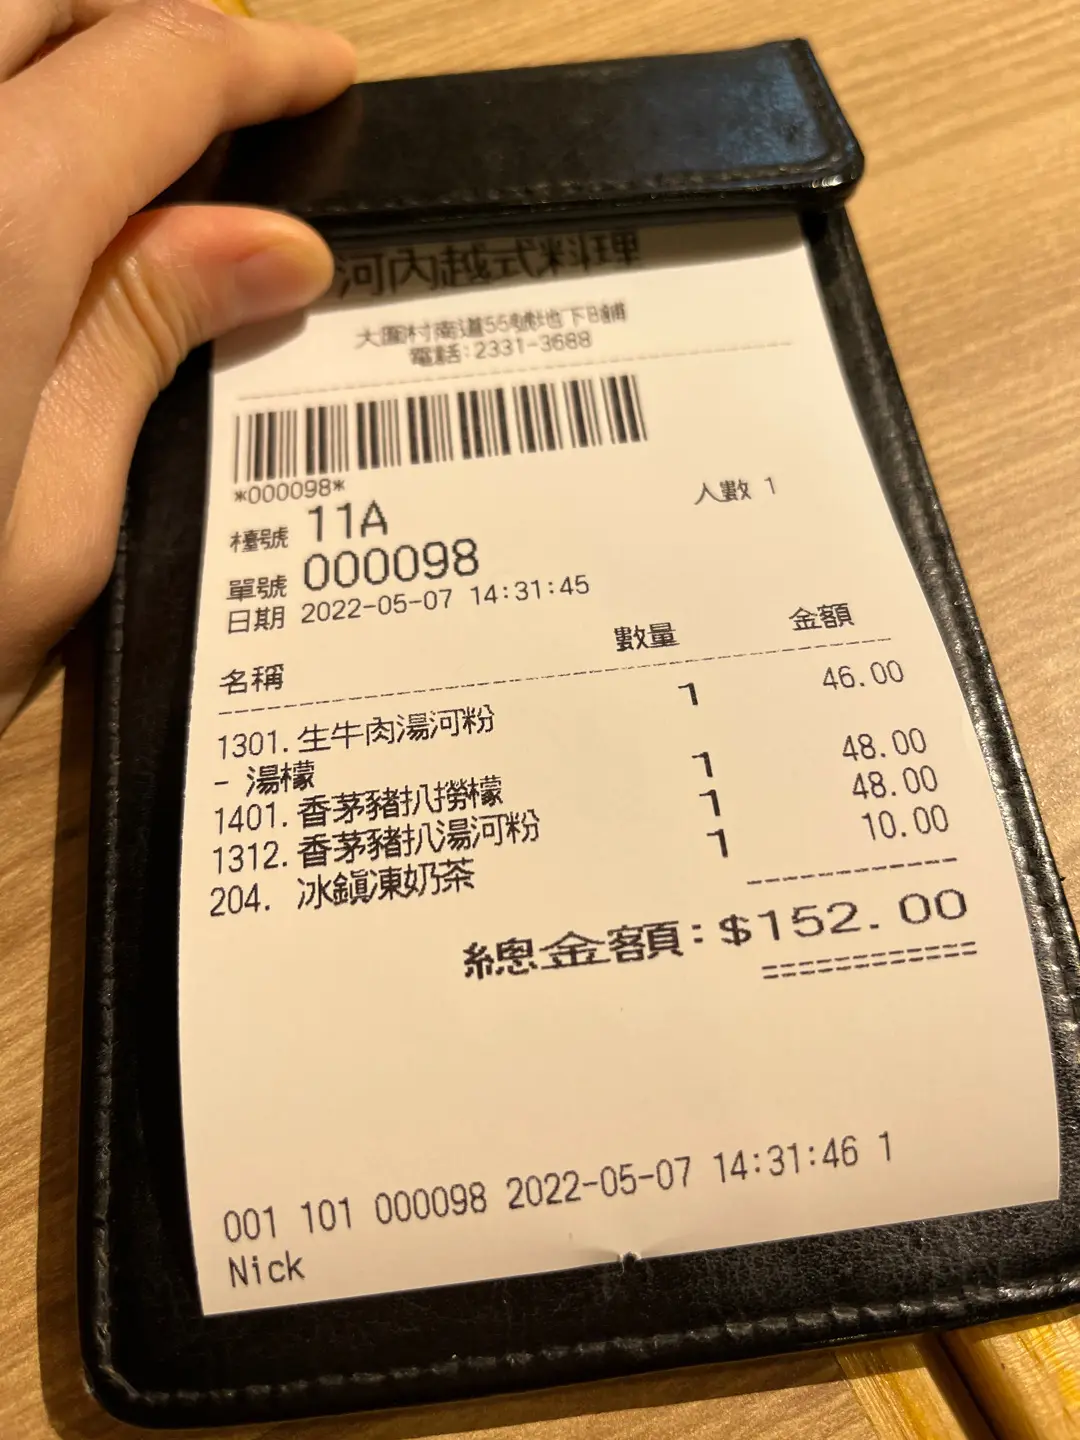 河內越式料理
大圍村南道55號地下B舖
電話:2331-3688
*000098*
人數 1
檯號 11A
單號 000098
日期 2022-05-07 14:31:45
名稱 數量 金額
1301. 生牛肉湯河粉 1 46.00
- 湯檬
1401. 香茅豬扒撈檬 1 48.00
1312. 香茅豬扒湯河粉 1 48.00
204. 冰鎮凍奶茶 1 10.00
總金額:$152.00
001 101 000098 2022-05-07 14:31:46 1
Nick